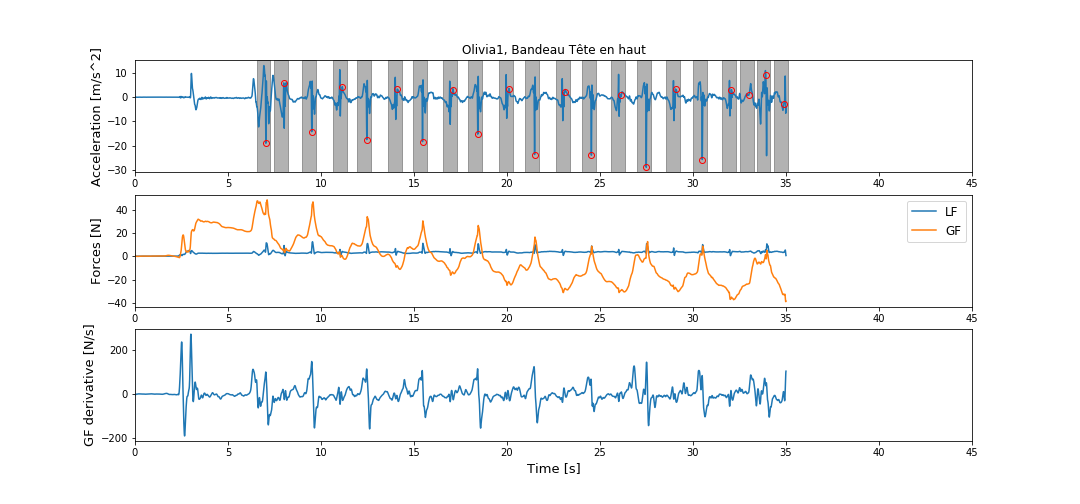 Olivia1, Bandeau Tête en haut
Acceleration [m/s^2]
10
0
−10
−20
−30
0 5 10 15 20 25 30 35 40 45
Forces [N]
40
20
0
−20
−40
LF
GF
0 5 10 15 20 25 30 35 40 45
GF derivative [N/s]
200
0
−200
0 5 10 15 20 25 30 35 40 45
Time [s]